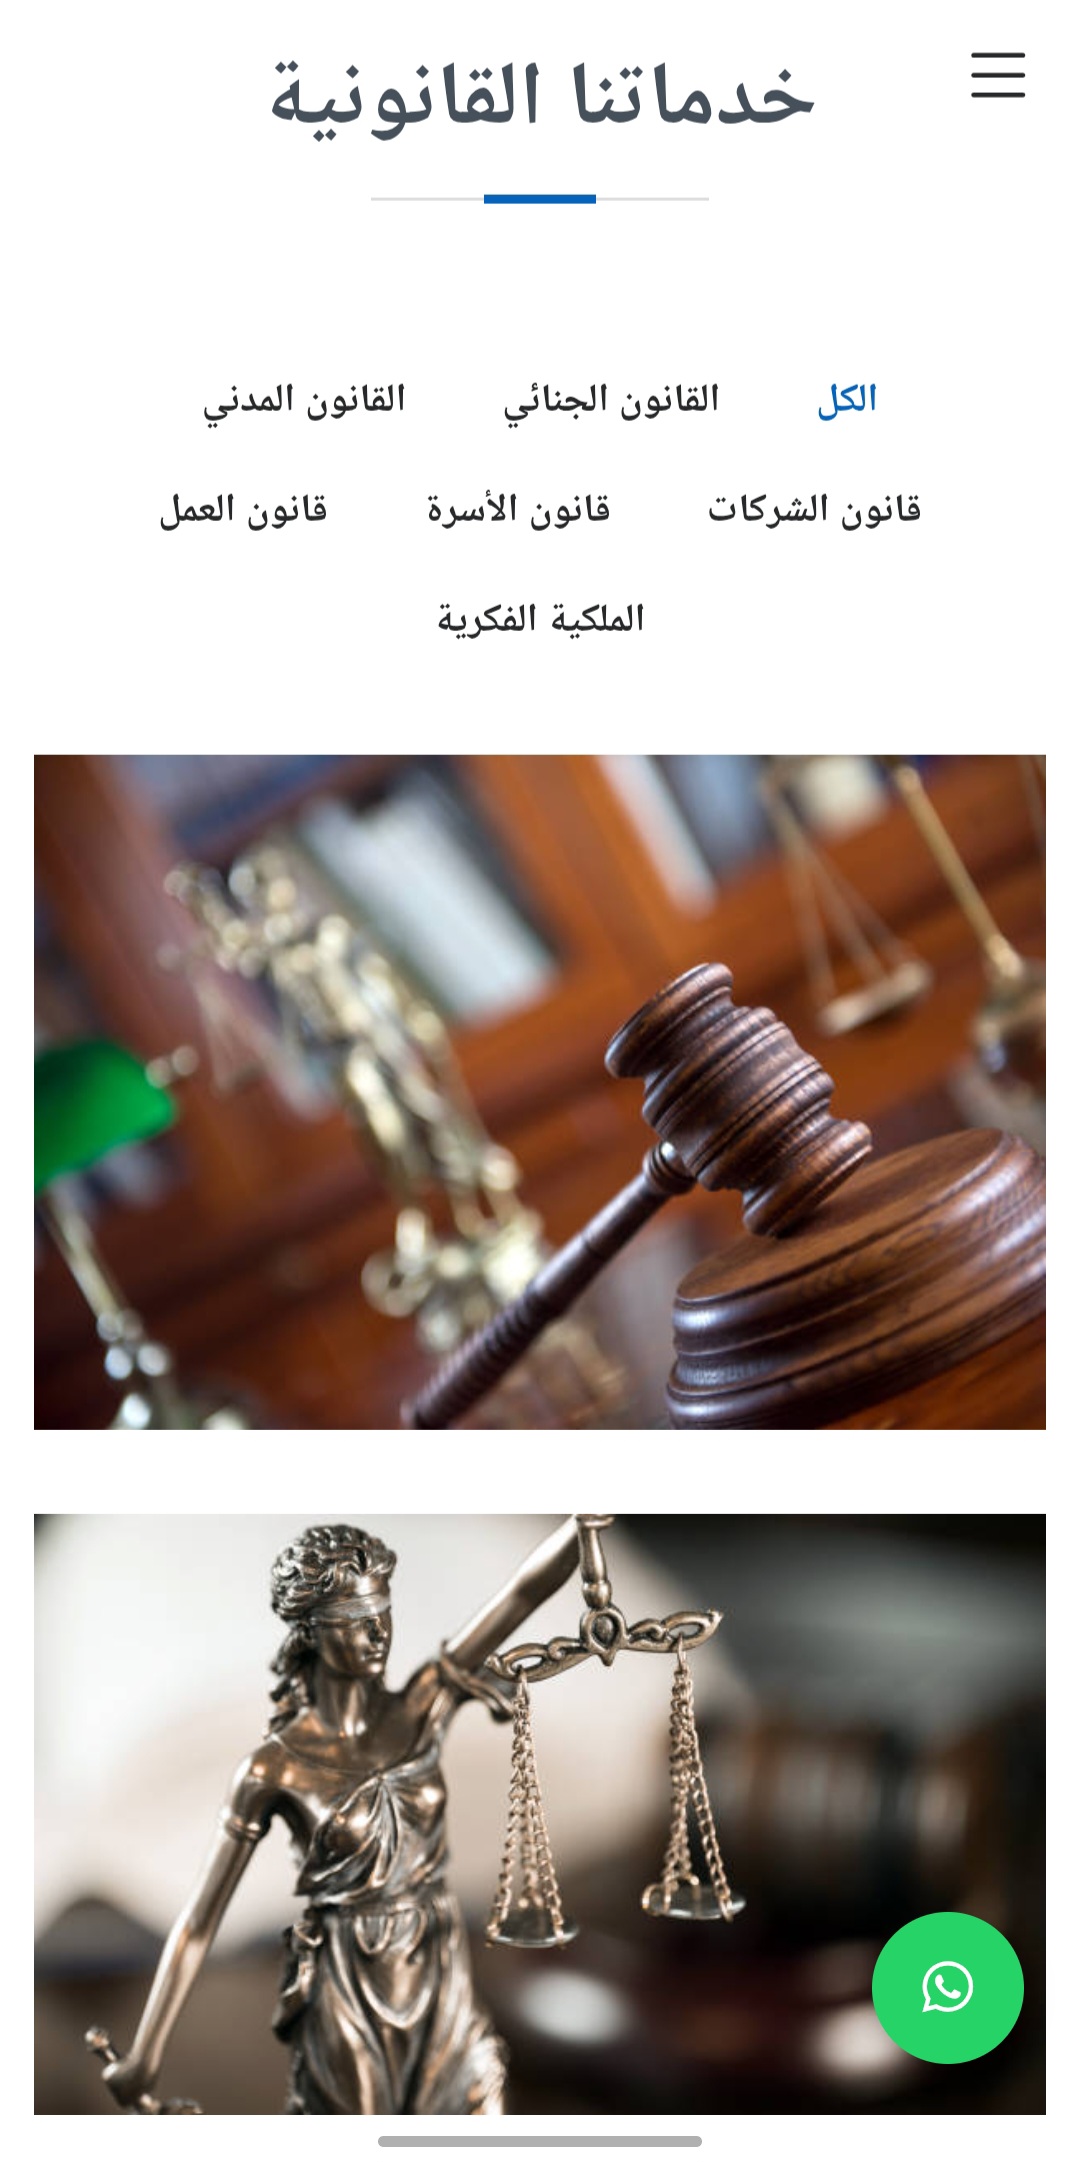 خدماتنا القانونية
الكل القانون الجنائي القانون المدني
قانون الشركات قانون الأسرة قانون العمل
الملكية الفكرية